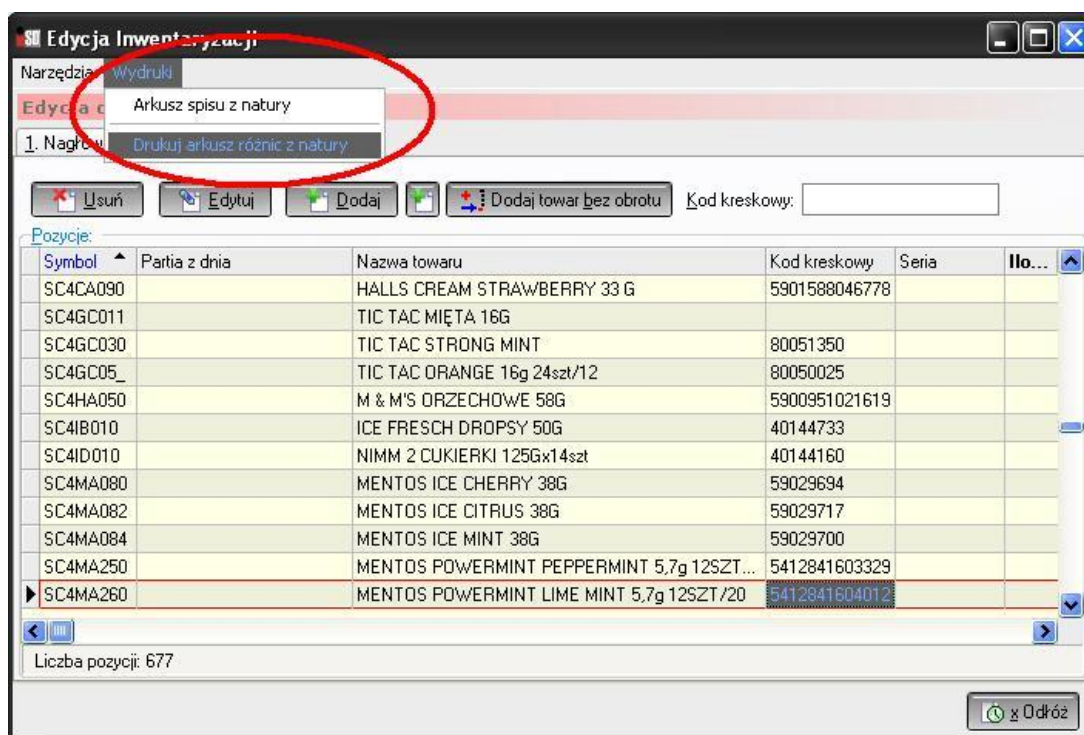 Edycja Inwentaryzacji
Narzędzia Wydruki
Arkusz spisu z natury
Edycja d
Drukuj arkusz różnic z natury
1. Nagłów
Usuń Edytuj Dodaj Dodaj towar bez obrotu Kod kreskowy:
Pozycje:
Symbol Partia z dnia Nazwa towaru Kod kreskowy Seria Ilo...
SC4CA090 HALLS CREAM STRAWBERRY 33 G 5901588046778
SC4GC011 TIC TAC MIĘTA 16G
SC4GC030 TIC TAC STRONG MINT 80051350
SC4GC05_ TIC TAC ORANGE 16g 24szt/12 80050025
SC4HA050 M & M'S ORZECHOWE 58G 5900951021619
SC4IB010 ICE FRESCH DROPSY 50G 40144733
SC4ID010 NIMM 2 CUKIERKI 125Gx14szt 40144160
SC4MA080 MENTOS ICE CHERRY 38G 59029694
SC4MA082 MENTOS ICE CITRUS 38G 59029717
SC4MA084 MENTOS ICE MINT 38G 59029700
SC4MA250 MENTOS POWERMINT PEPPERMINT 5,7g 12SZT... 5412841603329
SC4MA260 MENTOS POWERMINT LIME MINT 5,7g 12SZT/20 5412841604012
Liczba pozycji: 677
x Odłóż